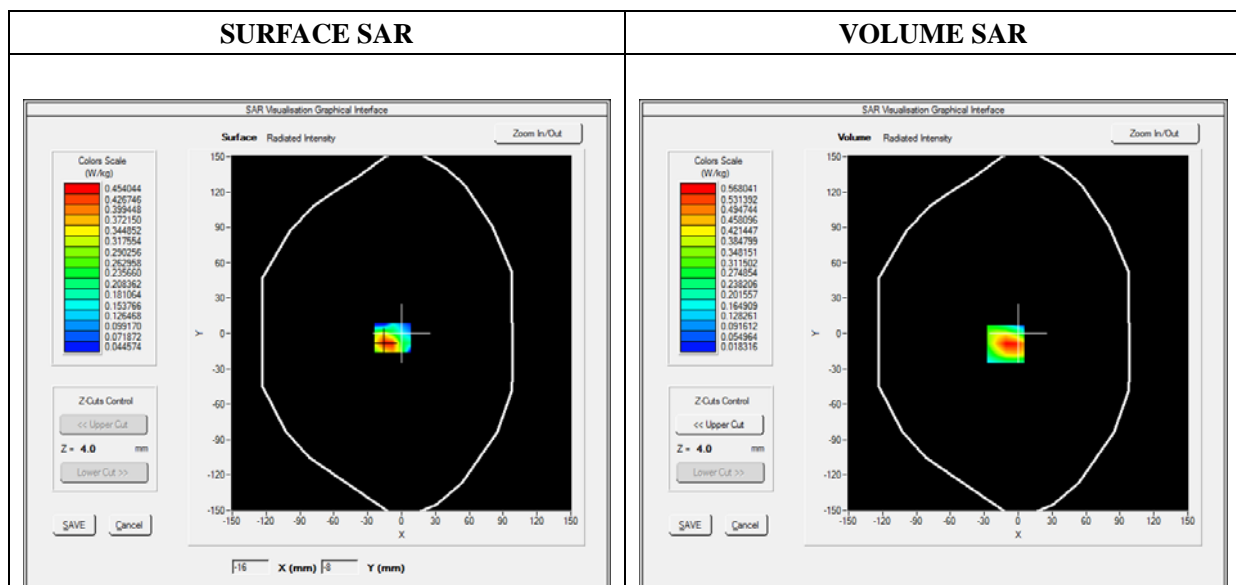 SURFACE SAR
VOLUME SAR
SAR Visualisation Graphical Interface
Surface Radiated Intensity
Zoom In/Out
Colors Scale
(W/kg)
0.454044
0.426746
0.399448
0.372150
0.344852
0.317554
0.290256
0.262958
0.235660
0.208362
0.181064
0.153766
0.126468
0.099170
0.071872
0.044574
150
120
90
60
30
0
-30
-60
-90
-120
-150
Y
-150 -120 -90 -60 -30 0 30 60 90 120 150
X
Z-Cuts Control
<< Upper Cut
Z = 4.0 mm
Lower Cut >>
SAVE Cancel
-16 X (mm) -8 Y (mm)
SAR Visualisation Graphical Interface
Volume Radiated Intensity
Zoom In/Out
Colors Scale
(W/kg)
0.568041
0.531392
0.494744
0.458096
0.421447
0.384799
0.348151
0.311502
0.274854
0.238206
0.201557
0.164909
0.128261
0.091612
0.054964
0.018316
150
120
90
60
30
0
-30
-60
-90
-120
-150
Y
-150 -120 -90 -60 -30 0 30 60 90 120 150
X
Z-Cuts Control
<< Upper Cut
Z = 4.0 mm
Lower Cut >>
SAVE Cancel